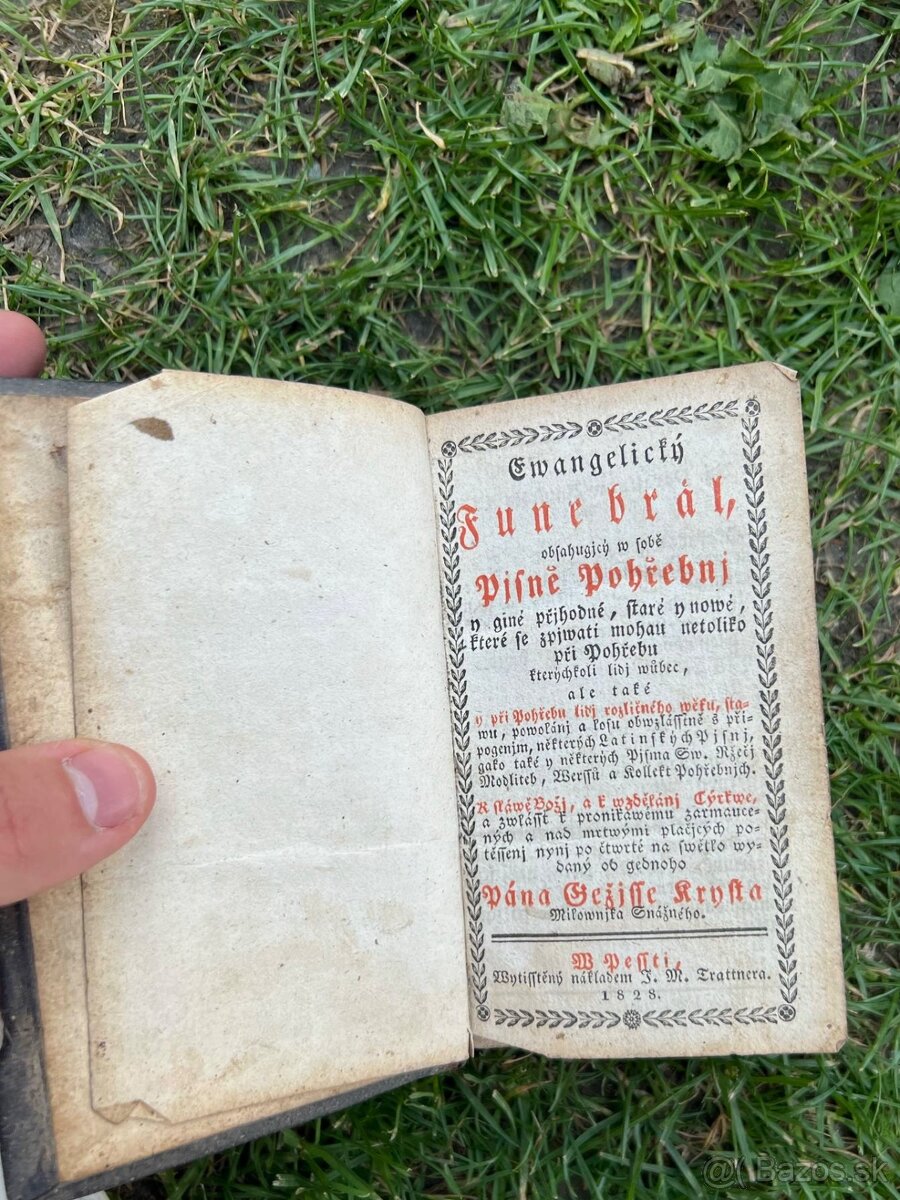 Ewangelický
Funebrál,
obsahugjcý w sobě
Pjsně Pohřebnj
y giné přjhodné, staré y nowé,
které se zpjwati mohau netoliko
při Pohřebu
kterýchkoli lidj wůbec,
ale také
y při Pohřebu lidj rozličného wěku, sta-
wu, powolánj a losu obwzlásstně s při-
pogenjm, některých Latinských Pjsnj,
gako také y některých Pjsma Sw. Ržečj
Modliteb, Werssů a Kollekt Pohřebnjch.
K sláwě Božj, a k wzdělánj Cýrkwe,
a zwlásst k pronikawému zarmauce-
ných a nad mrtwými plačjcých po-
těssenj nynj po čtwrté na swětlo wy-
daný od gednoho
Pána Gežjsse Krysta
Milownjka Snážného.
W Pessti,
Wytisstěný nákladem J. M. Trattnera.
1828.
@( Bazos.sk